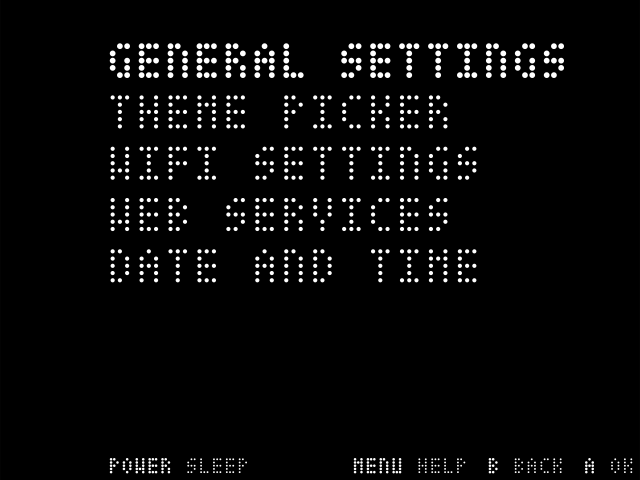 GENERAL SETTINGS
THEME PICKER
WIFI SETTINGS
WEB SERVICES
DATE AND TIME
POWER SLEEP MENU HELP B BACK A OK